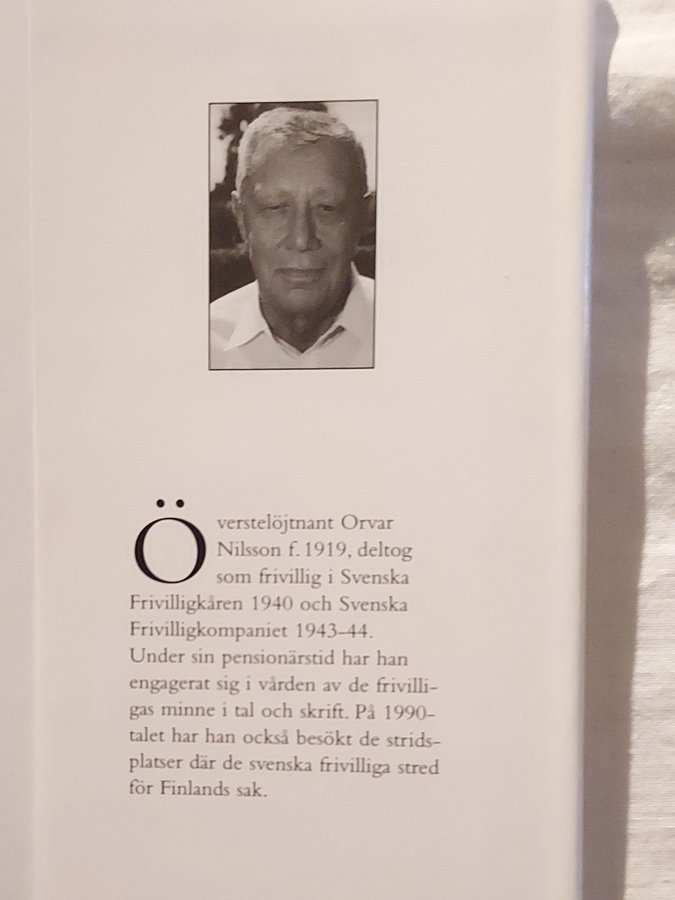 Överstelöjtnant Orvar
Nilsson f. 1919, deltog
som frivillig i Svenska
Frivilligkåren 1940 och Svenska
Frivilligkompaniet 1943–44.
Under sin pensionärstid har han
engagerat sig i vården av de frivilli-
gas minne i tal och skrift. På 1990-
talet har han också besökt de strids-
platser där de svenska frivilliga stred
för Finlands sak.